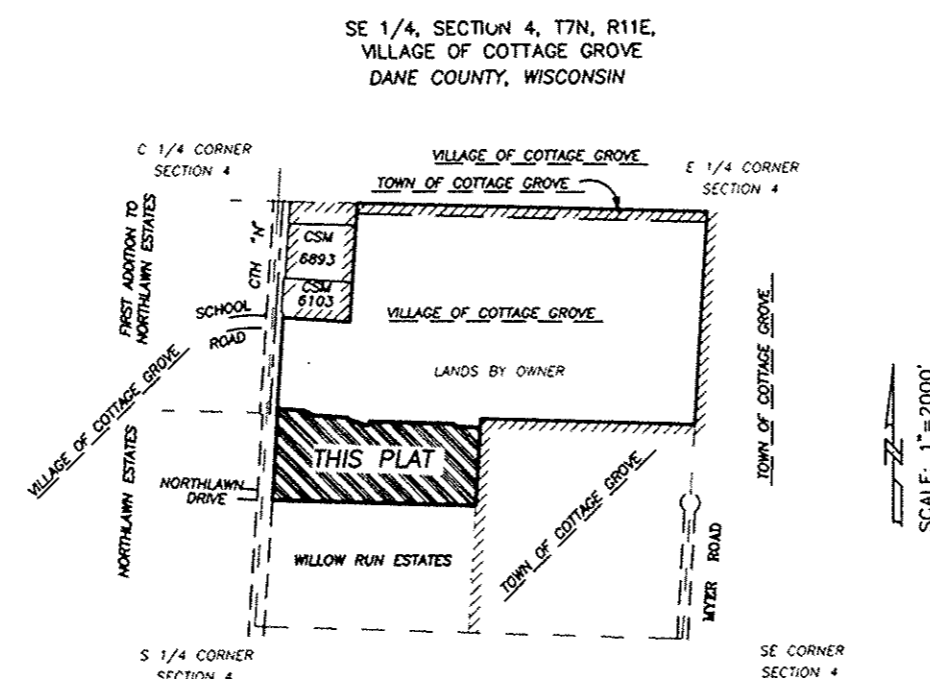 SE 1/4, SECTION 4, T7N, R11E,
VILLAGE OF COTTAGE GROVE
DANE COUNTY, WISCONSIN
C 1/4 CORNER
SECTION 4
VILLAGE OF COTTAGE GROVE
TOWN OF COTTAGE GROVE
E 1/4 CORNER
SECTION 4
FIRST ADDITION TO
NORTHLAWN ESTATES
CTH "N"
CSM
6893
CSM
6103
SCHOOL
ROAD
VILLAGE OF COTTAGE GROVE
VILLAGE OF COTTAGE GROVE
LANDS BY OWNER
TOWN OF COTTAGE GROVE
SCALE: 1"=2000'
THIS PLAT
NORTHLAWN ESTATES
NORTHLAWN
DRIVE
WILLOW RUN ESTATES
TOWN OF COTTAGE GROVE
MYER ROAD
S 1/4 CORNER
SECTION 4
SE CORNER
SECTION 4